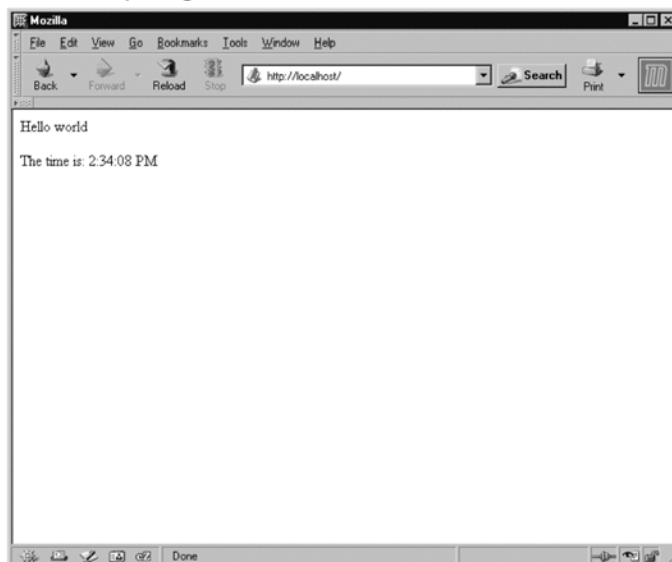 Mozilla
File Edit View Go Bookmarks Tools Window Help
Back Forward Reload Stop http://localhost/ Search Print m
Hello world
The time is: 2:34:08 PM
Done